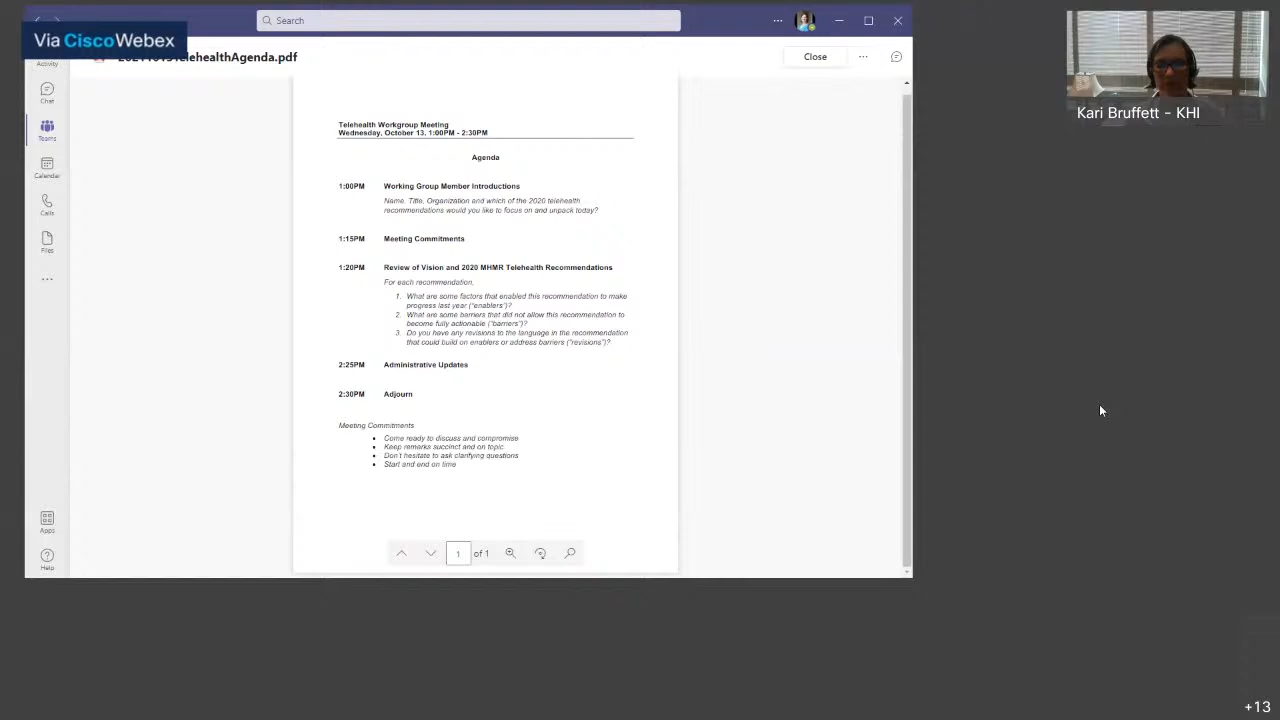 Search
Via CiscoWebex
TelehealthAgenda.pdf
Close
Activity
Chat
Teams
Calendar
Calls
Files
Apps
Help
Telehealth Workgroup Meeting
Wednesday, October 13, 1:00PM - 2:30PM
Agenda
1:00PM Working Group Member Introductions
Name, Title, Organization and which of the 2020 telehealth
recommendations would you like to focus on and unpack today?
1:15PM Meeting Commitments
1:20PM Review of Vision and 2020 MHMR Telehealth Recommendations
For each recommendation,
1. What are some factors that enabled this recommendation to make
progress last year ("enablers")?
2. What are some barriers that did not allow this recommendation to
become fully actionable ("barriers")?
3. Do you have any revisions to the language in the recommendation
that could build on enablers or address barriers ("revisions")?
2:25PM Administrative Updates
2:30PM Adjourn
Meeting Commitments
• Come ready to discuss and compromise
• Keep remarks succinct and on topic
• Don't hesitate to ask clarifying questions
• Start and end on time
1 of 1
Kari Bruffett - KHI
+13